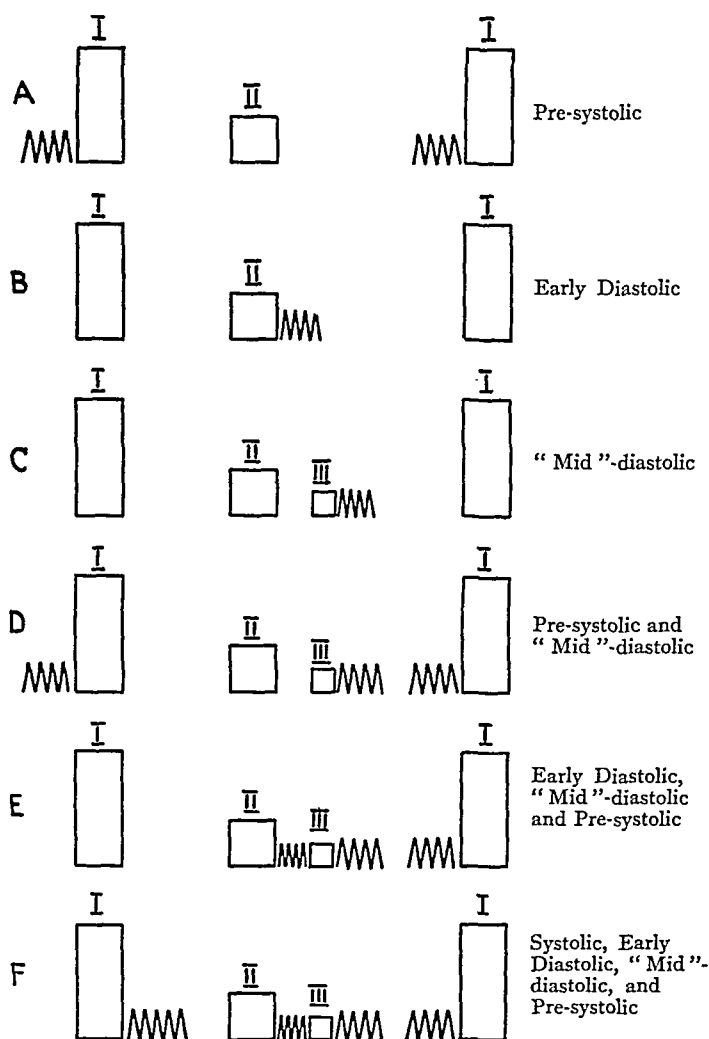 I I
A II Pre-systolic
I I
B II Early Diastolic
I I
C II III “ Mid ”-diastolic
I I
D II III Pre-systolic and
“ Mid ”-diastolic
I I
E II III Early Diastolic,
“ Mid ”-diastolic
and Pre-systolic
I I
F II III Systolic, Early
Diastolic, “ Mid ”-
diastolic, and
Pre-systolic